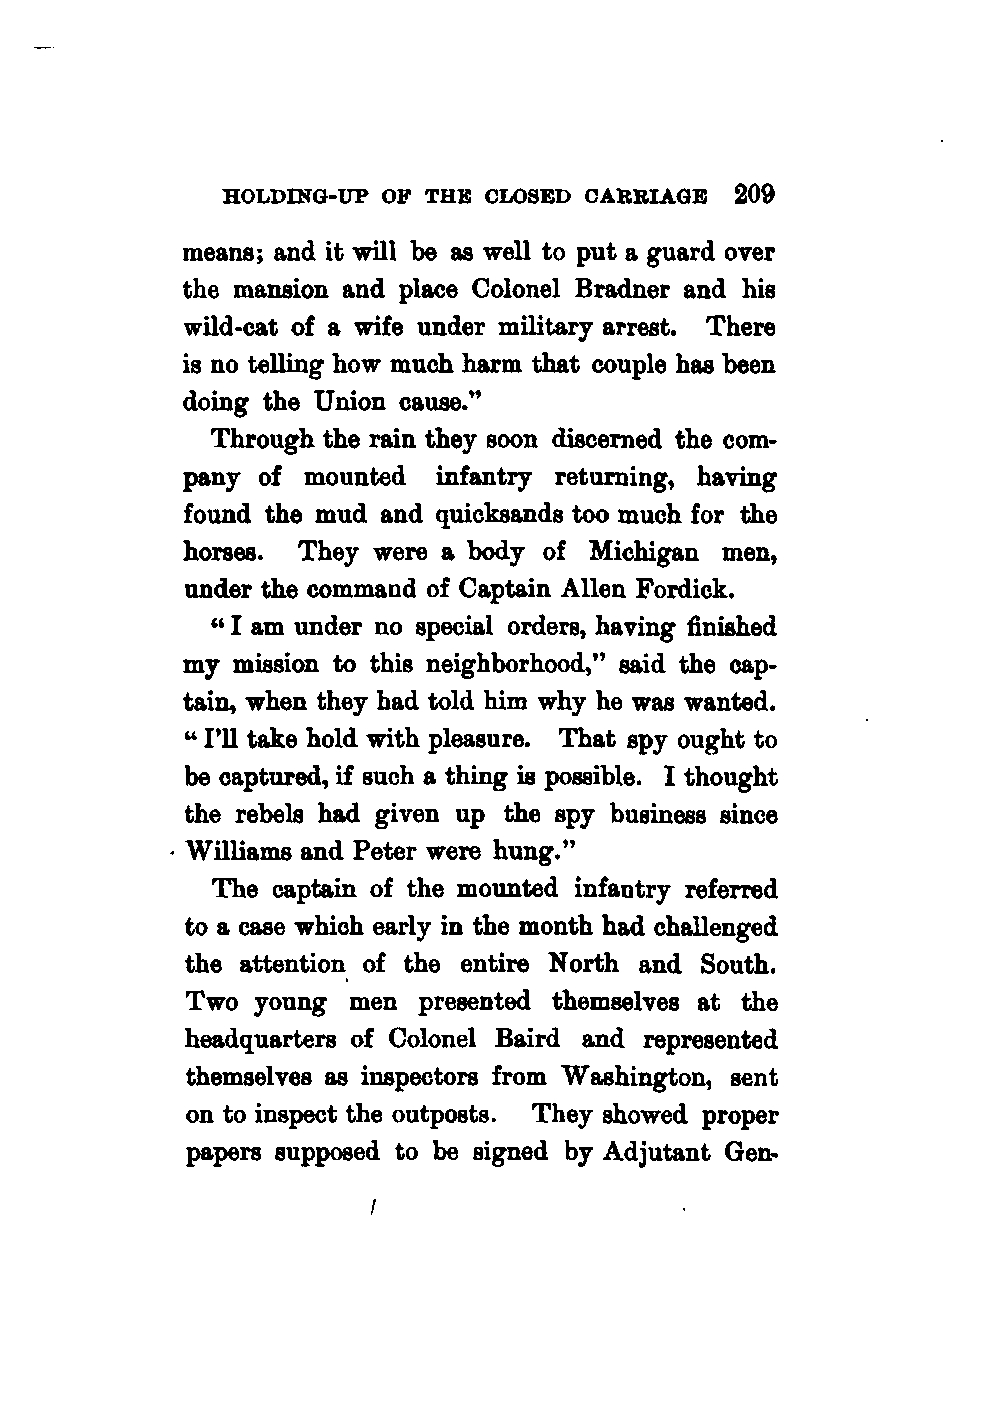 HOLDING-UP OF THE CLOSED CARRIAGE 209
means; and it will be as well to put a guard over
the mansion and place Colonel Bradner and his
wild-cat of a wife under military arrest. There
is no telling how much harm that couple has been
doing the Union cause."
Through the rain they soon discerned the com-
pany of mounted infantry returning, having
found the mud and quicksands too much for the
horses. They were a body of Michigan men,
under the command of Captain Allen Fordick.
"I am under no special orders, having finished
my mission to this neighborhood," said the cap-
tain, when they had told him why he was wanted.
"I'll take hold with pleasure. That spy ought to
be captured, if such a thing is possible. I thought
the rebels had given up the spy business since
Williams and Peter were hung."
The captain of the mounted infantry referred
to a case which early in the month had challenged
the attention of the entire North and South.
Two young men presented themselves at the
headquarters of Colonel Baird and represented
themselves as inspectors from Washington, sent
on to inspect the outposts. They showed proper
papers supposed to be signed by Adjutant Gen-